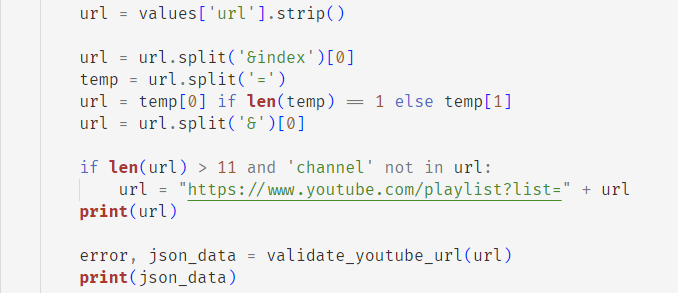 url = values['url'].strip()
url = url.split('&index')[0]
temp = url.split('=')
url = temp[0] if len(temp) == 1 else temp[1]
url = url.split('&')[0]
if len(url) > 11 and 'channel' not in url:
url = "https://www.youtube.com/playlist?list=" + url
print(url)
error, json_data = validate_youtube_url(url)
print(json_data)